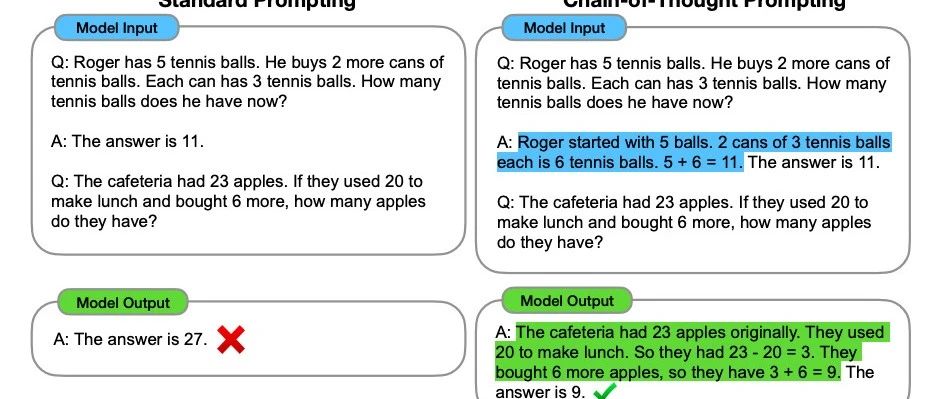 Standard Prompting
Model Input
Q: Roger has 5 tennis balls. He buys 2 more cans of
tennis balls. Each can has 3 tennis balls. How many
tennis balls does he have now?
A: The answer is 11.
Q: The cafeteria had 23 apples. If they used 20 to
make lunch and bought 6 more, how many apples
do they have?
Model Output
A: The answer is 27.
Chain-of-Thought Prompting
Model Input
Q: Roger has 5 tennis balls. He buys 2 more cans of
tennis balls. Each can has 3 tennis balls. How many
tennis balls does he have now?
A: Roger started with 5 balls. 2 cans of 3 tennis balls
each is 6 tennis balls. 5 + 6 = 11. The answer is 11.
Q: The cafeteria had 23 apples. If they used 20 to
make lunch and bought 6 more, how many apples
do they have?
Model Output
A: The cafeteria had 23 apples originally. They used
20 to make lunch. So they had 23 - 20 = 3. They
bought 6 more apples, so they have 3 + 6 = 9. The
answer is 9.